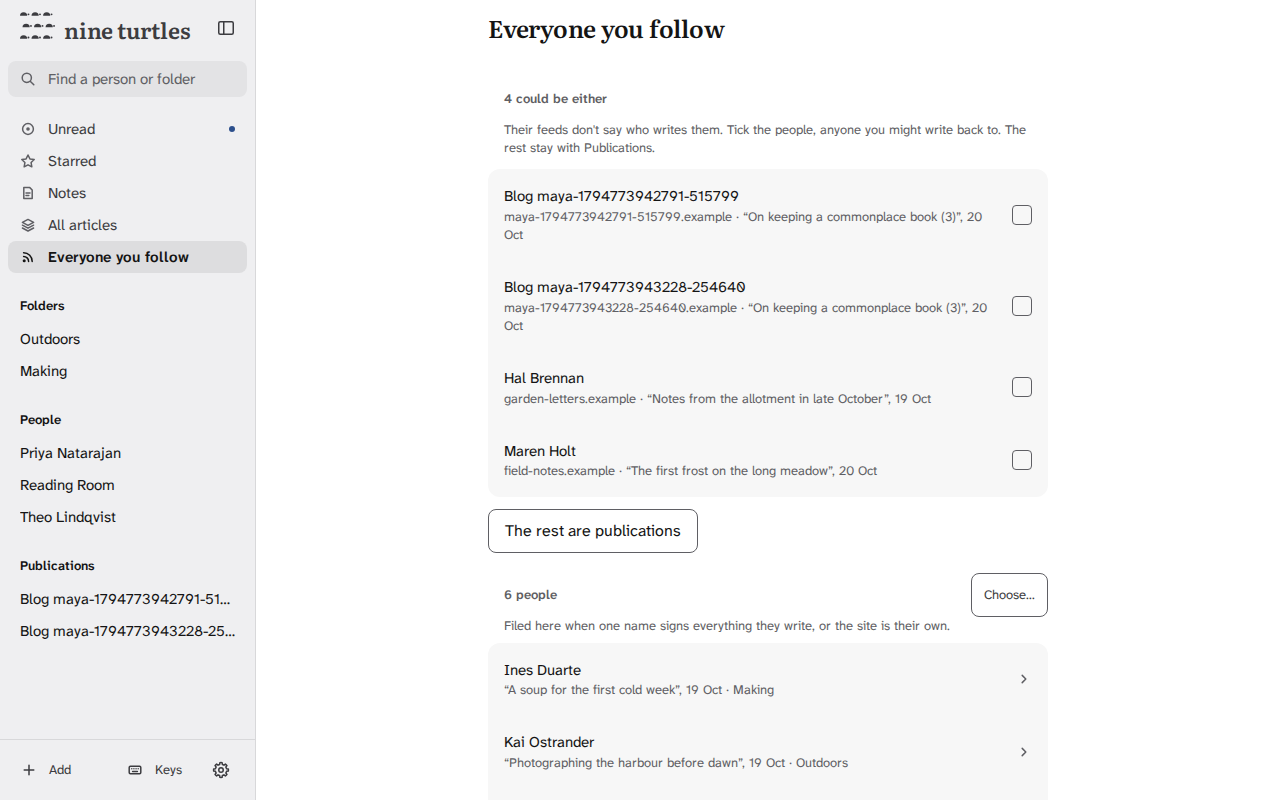 nine turtles
Find a person or folder
Unread
Starred
Notes
All articles
Everyone you follow
Folders
Outdoors
Making
People
Priya Natarajan
Reading Room
Theo Lindqvist
Publications
Blog maya-1794773942791-51...
Blog maya-1794773943228-25...
Add
Keys
Everyone you follow
4 could be either
Their feeds don't say who writes them. Tick the people, anyone you might write back to. The
rest stay with Publications.
Blog maya-1794773942791-515799
maya-1794773942791-515799.example · “On keeping a commonplace book (3)”, 20
Oct
Blog maya-1794773943228-254640
maya-1794773943228-254640.example · “On keeping a commonplace book (3)”, 20
Oct
Hal Brennan
garden-letters.example · “Notes from the allotment in late October”, 19 Oct
Maren Holt
field-notes.example · “The first frost on the long meadow”, 20 Oct
The rest are publications
6 people
Choose...
Filed here when one name signs everything they write, or the site is their own.
Ines Duarte
“A soup for the first cold week”, 19 Oct · Making
Kai Ostrander
“Photographing the harbour before dawn”, 19 Oct · Outdoors